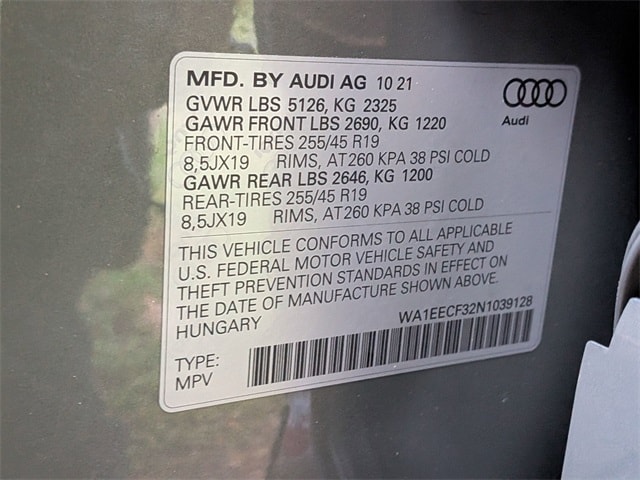 MFD. BY AUDI AG 10 21
GVWR LBS 5126, KG 2325
GAWR FRONT LBS 2690, KG 1220
FRONT-TIRES 255/45 R19
8,5JX19 RIMS, AT260 KPA 38 PSI COLD
GAWR REAR LBS 2646, KG 1200
REAR-TIRES 255/45 R19
8,5JX19 RIMS, AT260 KPA 38 PSI COLD
Audi
THIS VEHICLE CONFORMS TO ALL APPLICABLE
U.S. FEDERAL MOTOR VEHICLE SAFETY AND
THEFT PREVENTION STANDARDS IN EFFECT ON
THE DATE OF MANUFACTURE SHOWN ABOVE.
HUNGARY
WA1EECF32N1039128
TYPE:
MPV